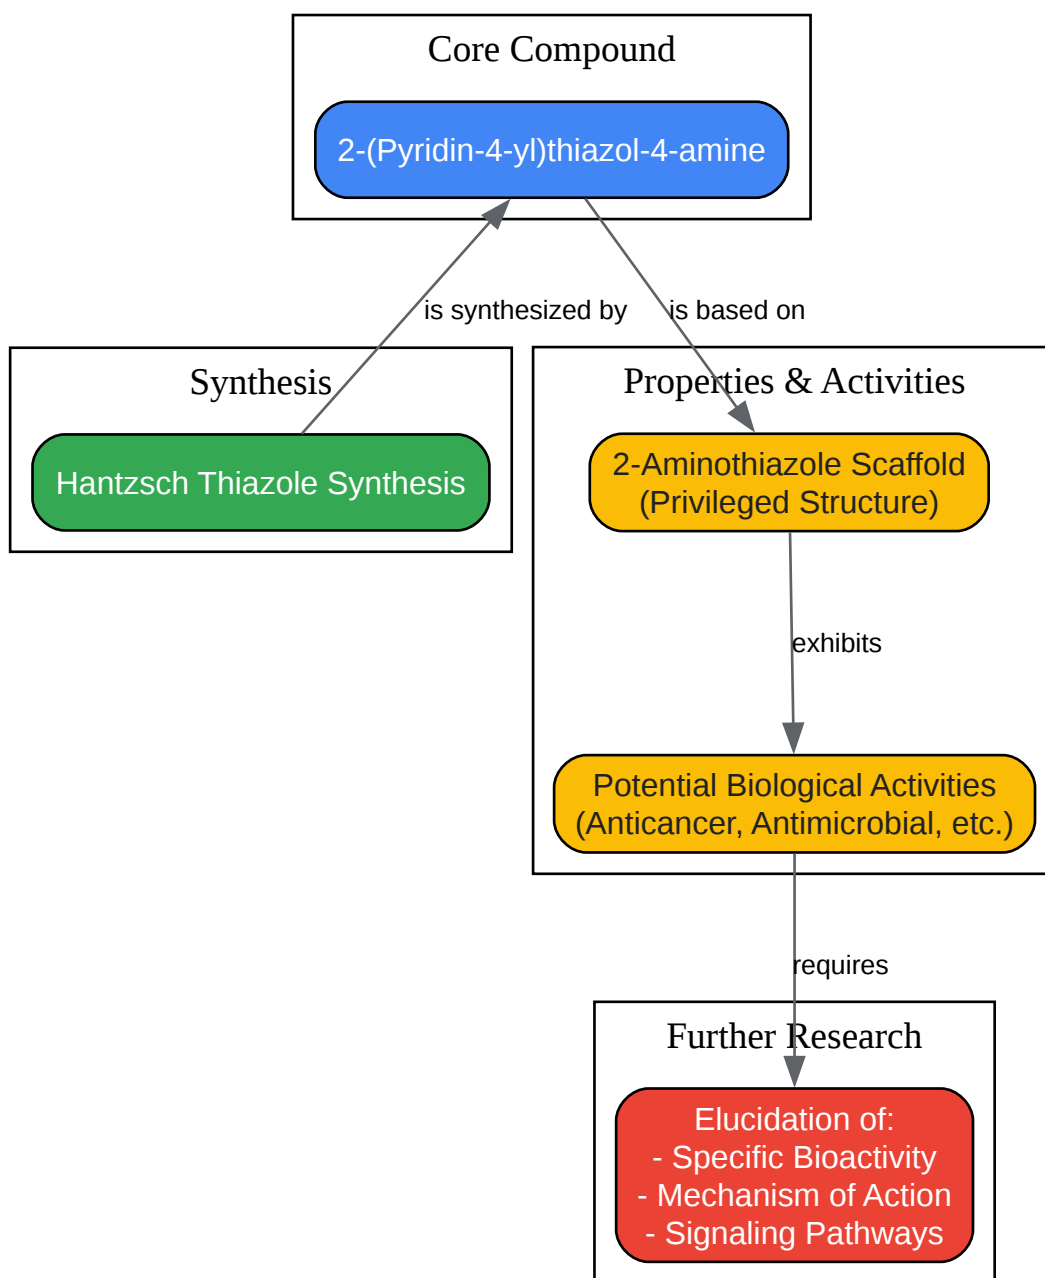 Core Compound
2-(Pyridin-4-yl)thiazol-4-amine
is synthesized by
is based on
Synthesis
Hantzsch Thiazole Synthesis
Properties & Activities
2-Aminothiazole Scaffold
(Privileged Structure)
exhibits
Potential Biological Activities
(Anticancer, Antimicrobial, etc.)
requires
Further Research
Elucidation of:
- Specific Bioactivity
- Mechanism of Action
- Signaling Pathways